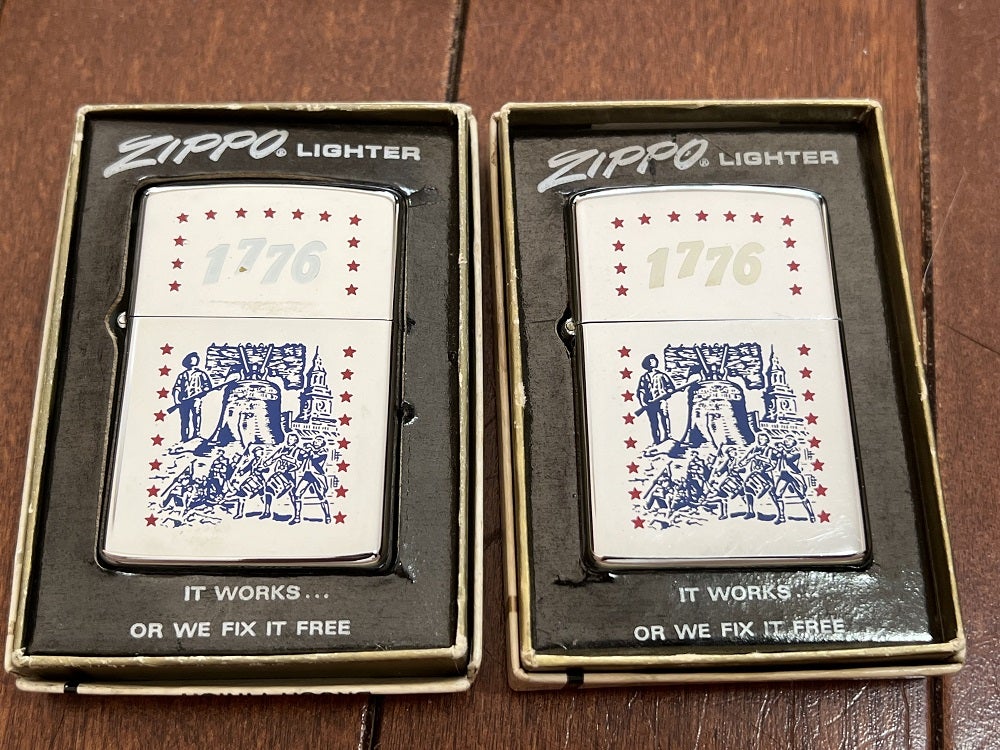 ZIPPO® LIGHTER
1776
IT WORKS...
OR WE FIX IT FREE
ZIPPO® LIGHTER
1776
IT WORKS...
OR WE FIX IT FREE